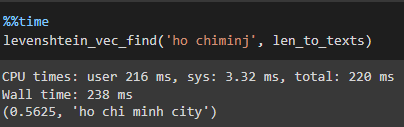 %%time
levenshtein_vec_find('ho chiminj', len_to_texts)
CPU times: user 216 ms, sys: 3.32 ms, total: 220 ms
Wall time: 238 ms
(0.5625, 'ho chi minh city')